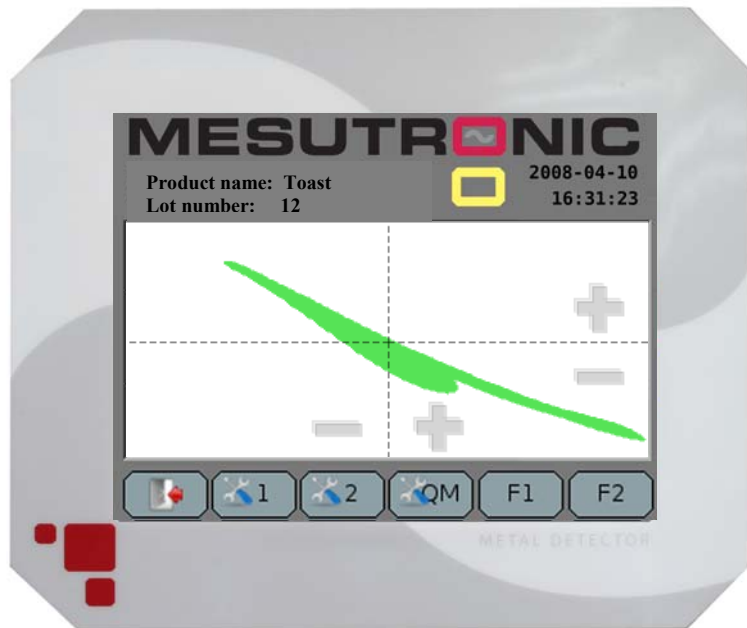 MESUTRONIC
Product name: Toast
Lot number: 12
2008-04-10
16:31:23
1
2
QM
F1
F2
METAL DETECTOR